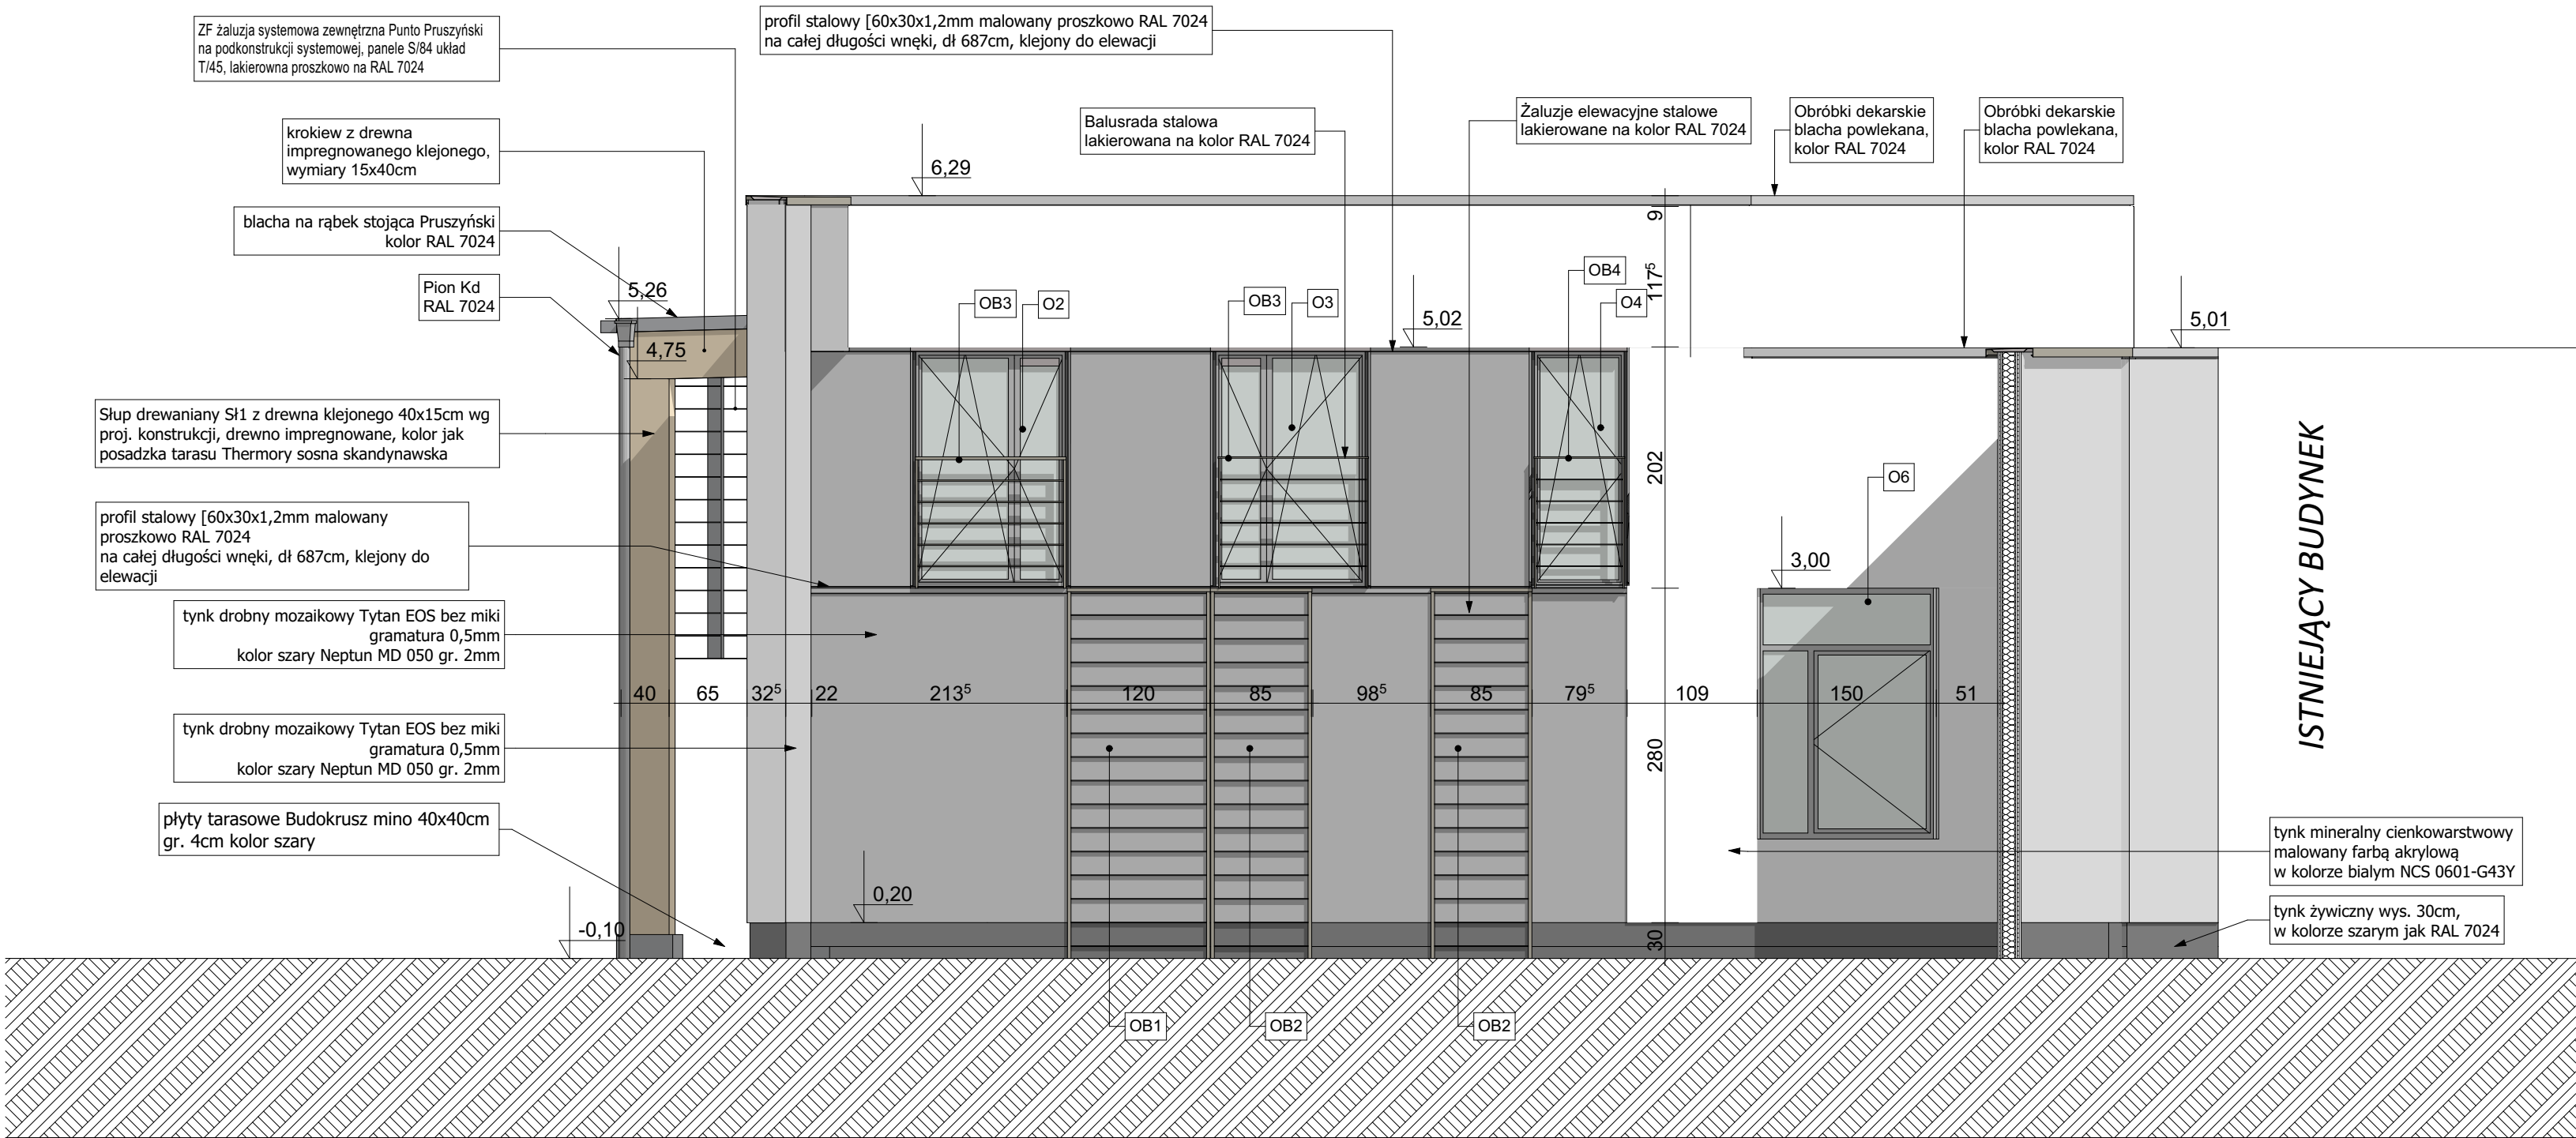 ZF żaluzja systemowa zewnętrzna Punto Pruszyński
na podkonstrukcji systemowej, panele S/84 układ
T/45, lakierowna proszkowo na RAL 7024
profil stalowy [60x30x1,2mm malowany proszkowo RAL 7024
na całej długości wnęki, dł 687cm, klejony do elewacji
krokiew z drewna
impregnowanego klejonego,
wymiary 15x40cm
Balusrada stalowa
lakierowana na kolor RAL 7024
Żaluzje elewacyjne stalowe
lakierowane na kolor RAL 7024
Obróbki dekarskie
blacha powlekana,
kolor RAL 7024
Obróbki dekarskie
blacha powlekana,
kolor RAL 7024
6,29
blacha na rąbek stojąca Pruszyński
kolor RAL 7024
Pion Kd
RAL 7024
5,26
4,75
OB3
O2
OB3
O3
5,02
OB4
O4
9
117⁵
202
280
30
5,01
Słup drewaniany Sł1 z drewna klejonego 40x15cm wg
proj. konstrukcji, drewno impregnowane, kolor jak
posadzka tarasu Thermory sosna skandynawska
O6
3,00
ISTNIEJĄCY BUDYNEK
profil stalowy [60x30x1,2mm malowany
proszkowo RAL 7024
na całej długości wnęki, dł 687cm, klejony do
elewacji
tynk drobny mozaikowy Tytan EOS bez miki
gramatura 0,5mm
kolor szary Neptun MD 050 gr. 2mm
40
65
32⁵
22
213⁵
120
85
98⁵
85
79⁵
109
150
51
tynk drobny mozaikowy Tytan EOS bez miki
gramatura 0,5mm
kolor szary Neptun MD 050 gr. 2mm
płyty tarasowe Budokrusz mino 40x40cm
gr. 4cm kolor szary
0,20
-0,10
tynk mineralny cienkowarstwowy
malowany farbą akrylową
w kolorze bialym NCS 0601-G43Y
tynk żywiczny wys. 30cm,
w kolorze szarym jak RAL 7024
OB1
OB2
OB2